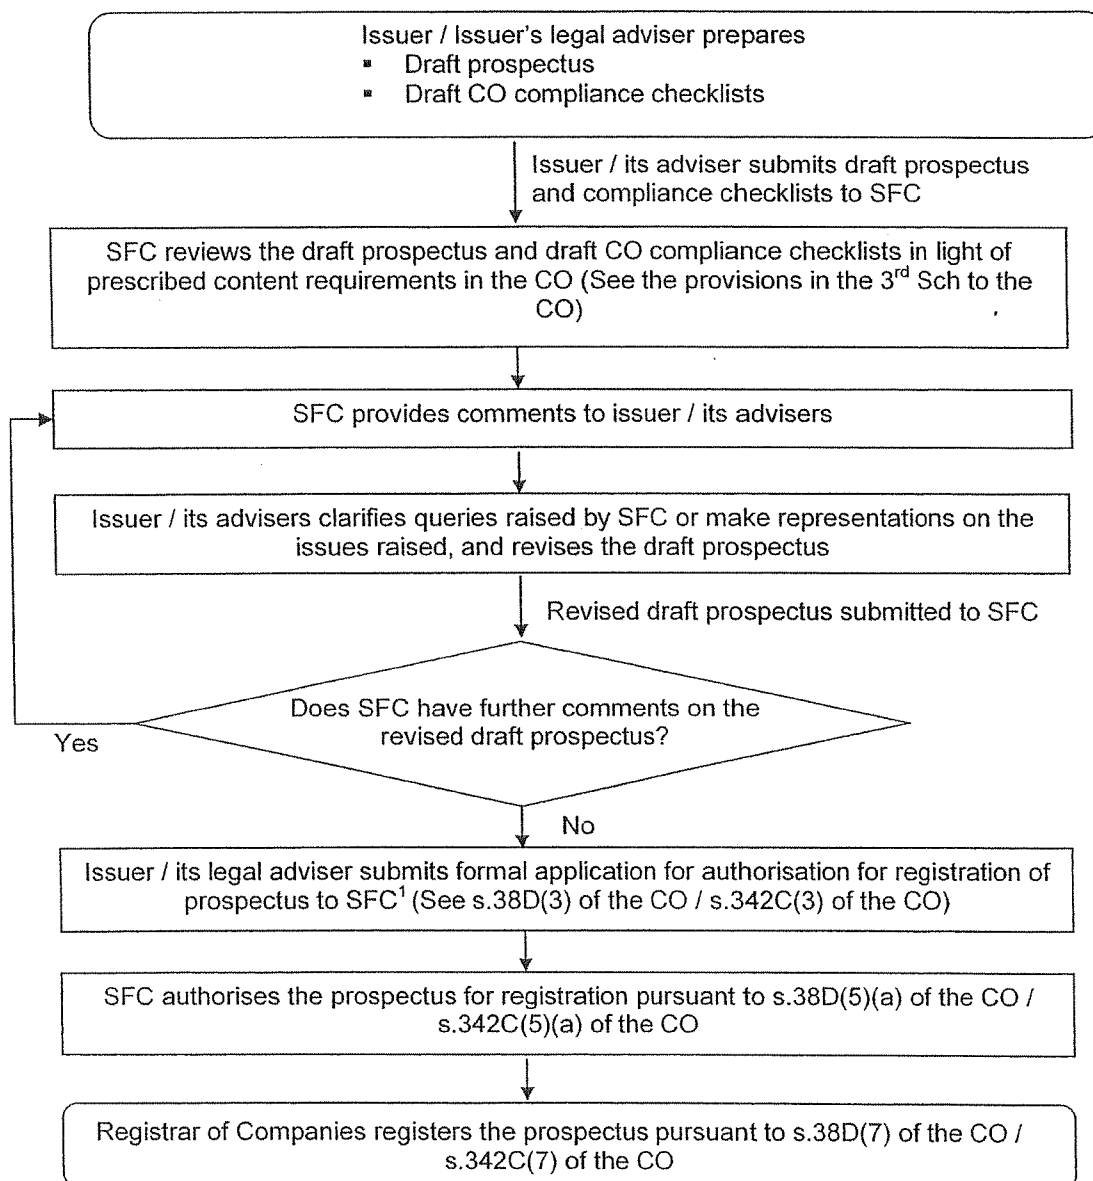 Issuer / Issuer's legal adviser prepares
▪ Draft prospectus
▪ Draft CO compliance checklists
Issuer / its adviser submits draft prospectus
and compliance checklists to SFC
SFC reviews the draft prospectus and draft CO compliance checklists in light of
prescribed content requirements in the CO (See the provisions in the 3rd Sch to the
CO)
SFC provides comments to issuer / its advisers
Issuer / its advisers clarifies queries raised by SFC or make representations on the
issues raised, and revises the draft prospectus
Revised draft prospectus submitted to SFC
Does SFC have further comments on the
revised draft prospectus?
Yes
No
Issuer / its legal adviser submits formal application for authorisation for registration of
prospectus to SFC1 (See s.38D(3) of the CO / s.342C(3) of the CO)
SFC authorises the prospectus for registration pursuant to s.38D(5)(a) of the CO /
s.342C(5)(a) of the CO
Registrar of Companies registers the prospectus pursuant to s.38D(7) of the CO /
s.342C(7) of the CO